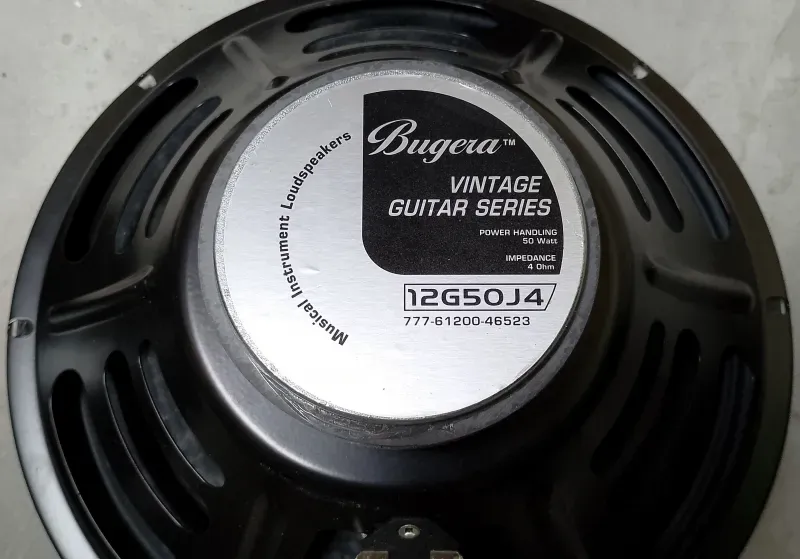 Bugera™
VINTAGE
GUITAR SERIES
POWER HANDLING
50 Watt
IMPEDANCE
4 Ohm
12G50J4
777-61200-46523
Musical Instrument Loudspeakers